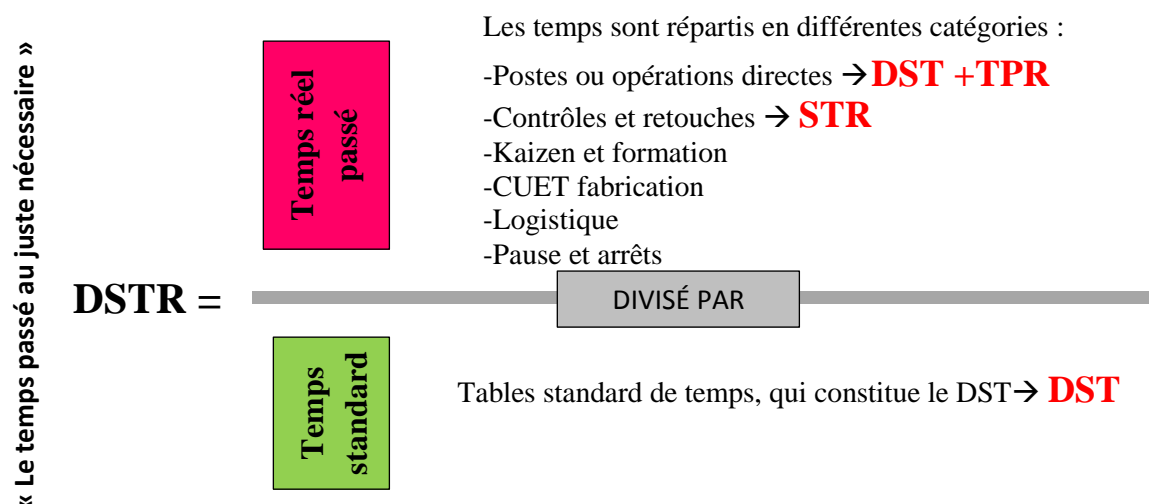 « Le temps passé au juste nécessaire »
DSTR =
Temps réel
passé
Les temps sont répartis en différentes catégories :
-Postes ou opérations directes →DST +TPR
-Contrôles et retouches → STR
-Kaizen et formation
-CUET fabrication
-Logistique
-Pause et arrêts
DIVISÉ PAR
Temps
standard
Tables standard de temps, qui constitue le DST→ DST